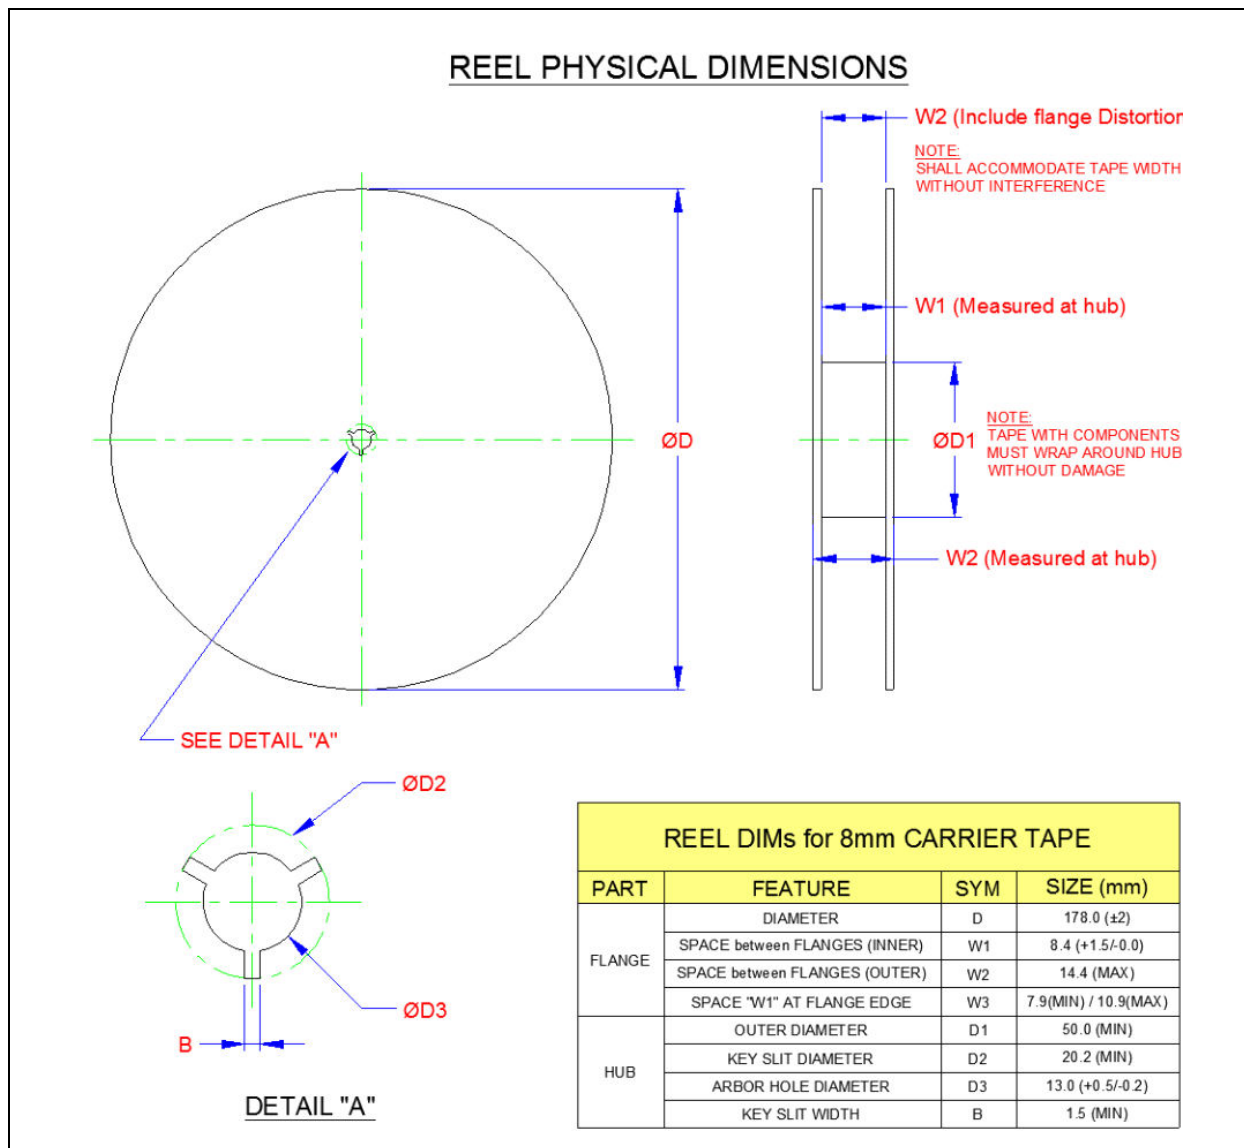 REEL PHYSICAL DIMENSIONS
W2 (Include flange Distortion
NOTE:
SHALL ACCOMMODATE TAPE WIDTH
WITHOUT INTERFERENCE
W1 (Measured at hub)
ØD
ØD1
NOTE:
TAPE WITH COMPONENTS
MUST WRAP AROUND HUB
WITHOUT DAMAGE
W2 (Measured at hub)
SEE DETAIL "A"
ØD2
ØD3
B
DETAIL "A"
REEL DIMs for 8mm CARRIER TAPE
PART FEATURE SYM SIZE (mm)
FLANGE
DIAMETER D 178.0 (±2)
SPACE between FLANGES (INNER) W1 8.4 (+1.5/-0.0)
SPACE between FLANGES (OUTER) W2 14.4 (MAX)
SPACE "W1" AT FLANGE EDGE W3 7.9(MIN) / 10.9(MAX)
HUB
OUTER DIAMETER D1 50.0 (MIN)
KEY SLIT DIAMETER D2 20.2 (MIN)
ARBOR HOLE DIAMETER D3 13.0 (+0.5/-0.2)
KEY SLIT WIDTH B 1.5 (MIN)